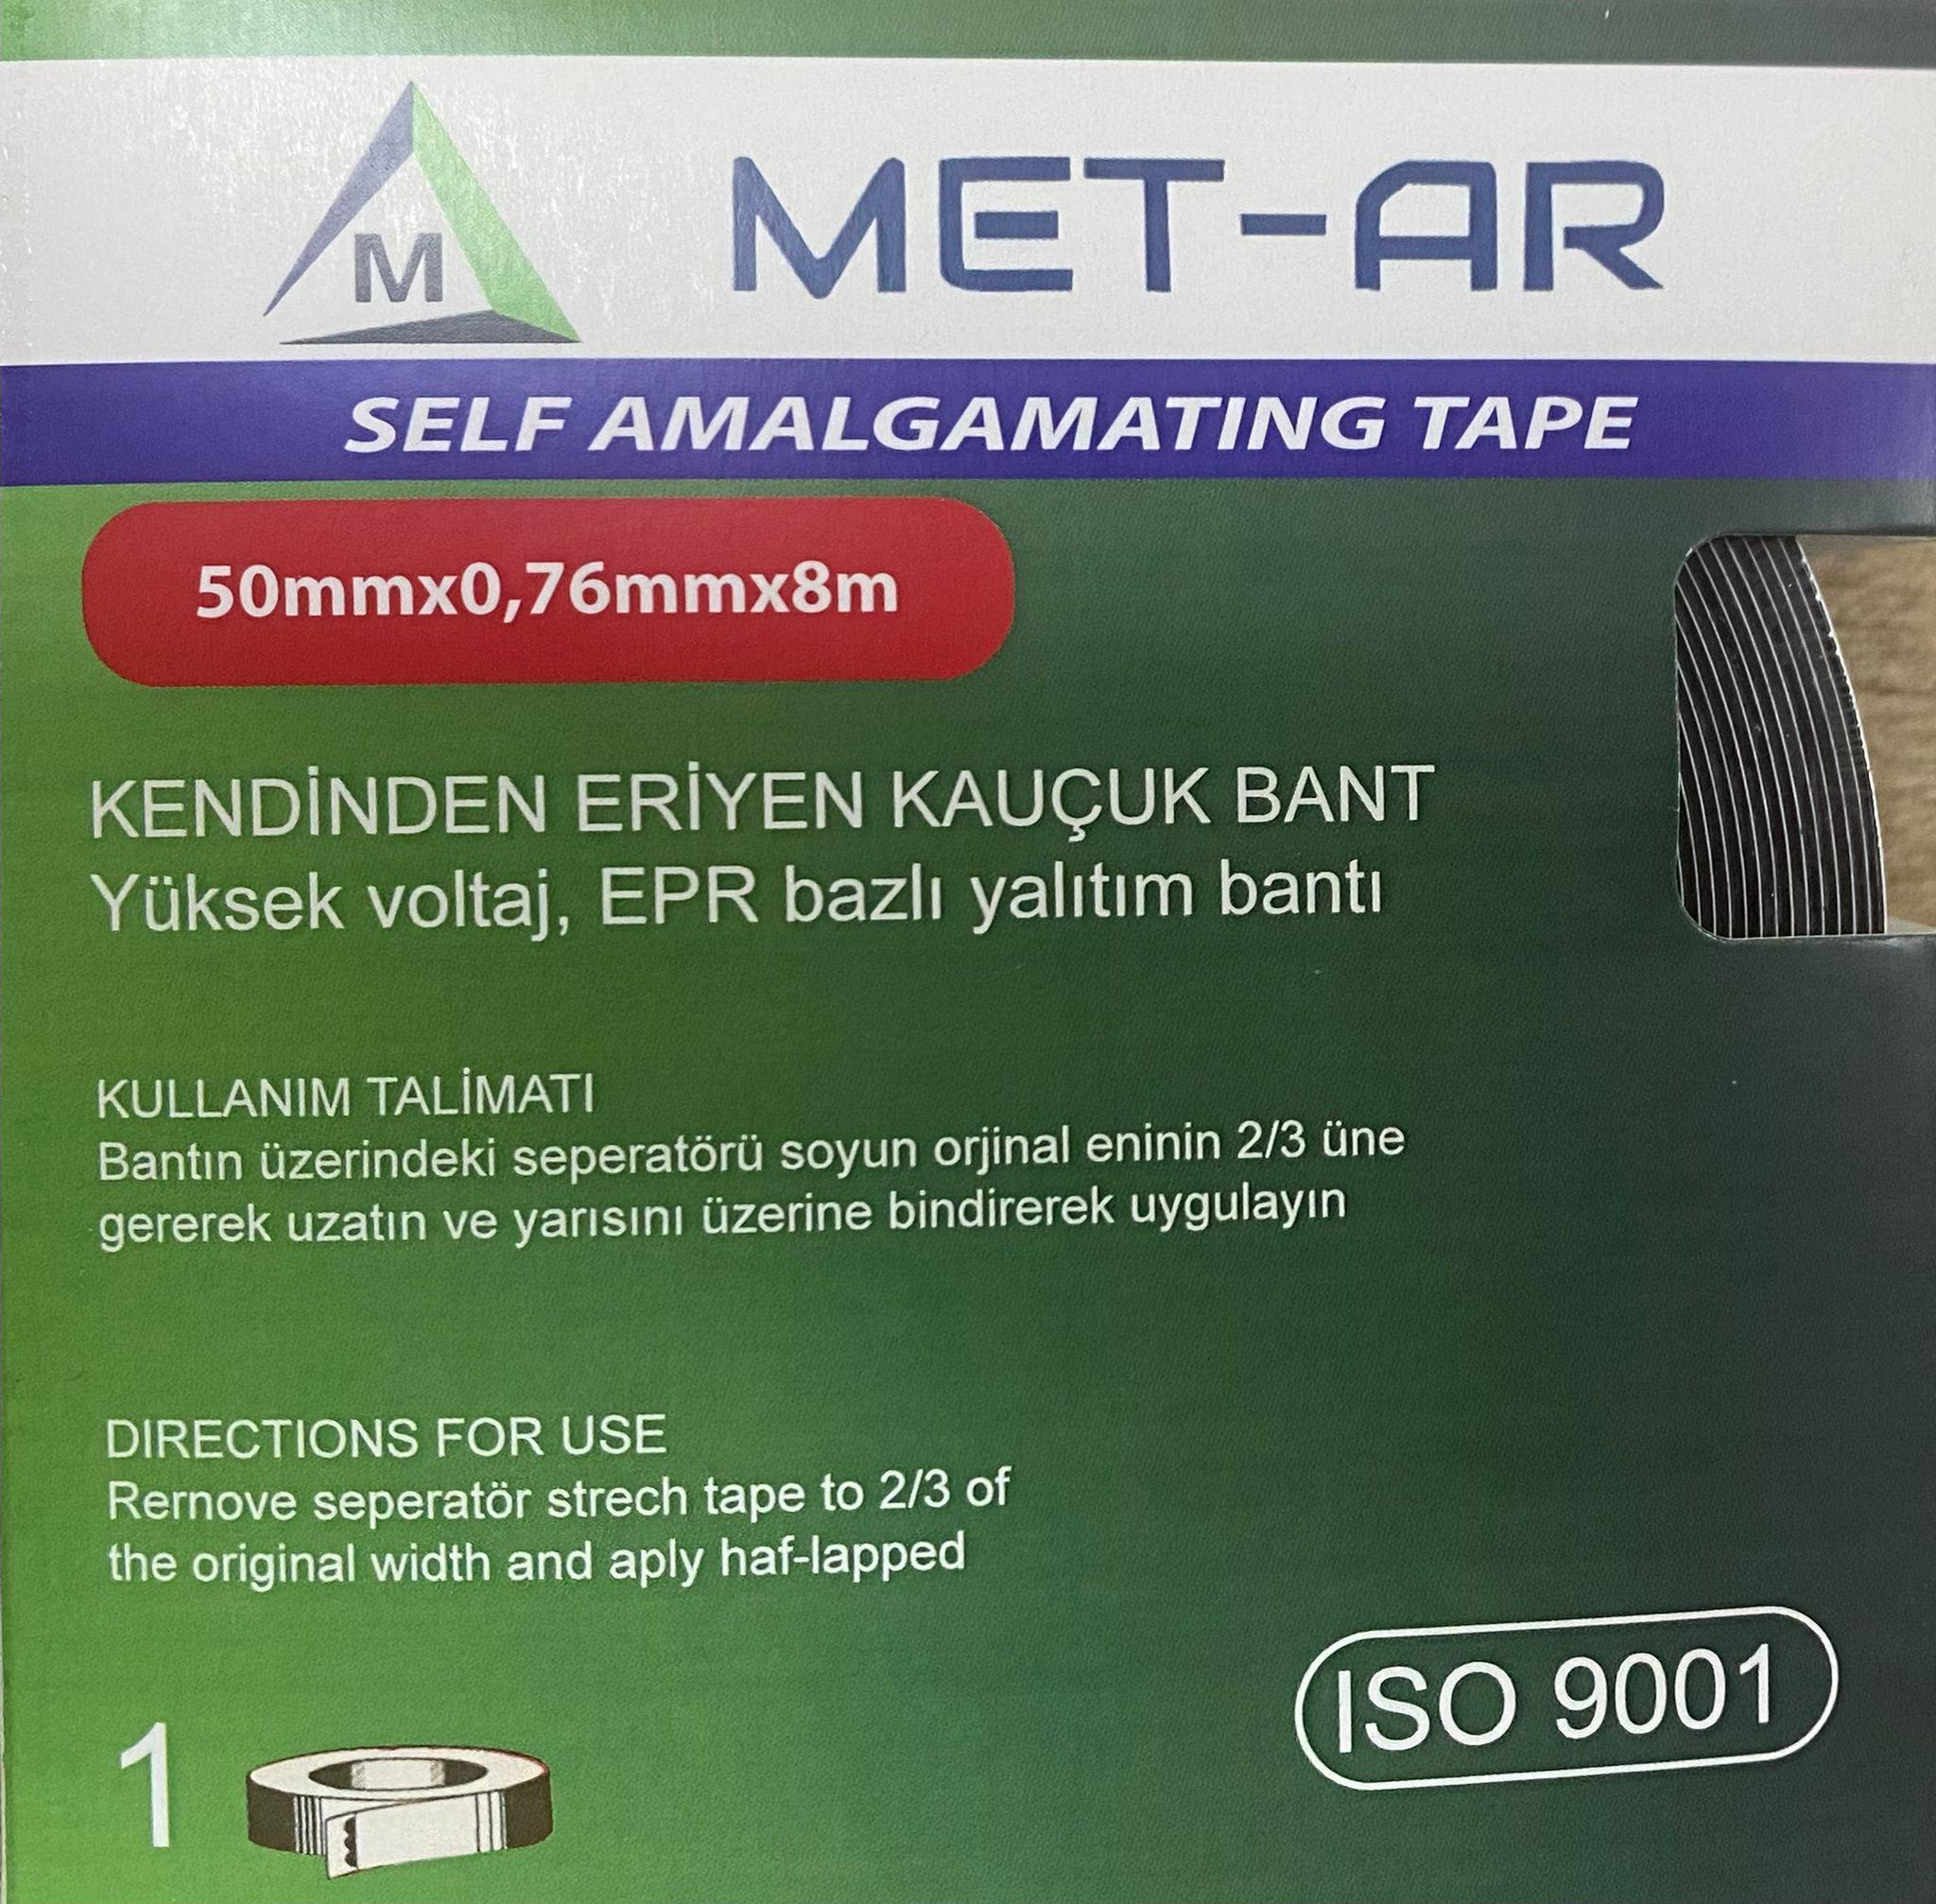 M
MET-AR
SELF AMALGAMATING TAPE
50mmx0,76mmx8m
KENDİNDEN ERİYEN KAUÇUK BANT
Yüksek voltaj, EPR bazlı yalıtım bantı
KULLANIM TALİMATI
Bantın üzerindeki seperatörü soyun orjinal eninin 2/3 üne
gererek uzatın ve yarısını üzerine bindirerek uygulayın
DIRECTIONS FOR USE
Rernove seperatör strech tape to 2/3 of
the original width and aply haf-lapped
ISO 9001
1